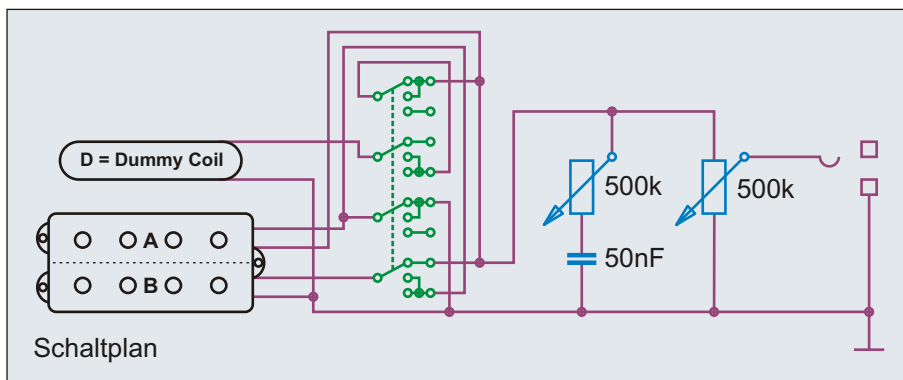 D = Dummy Coil
A
B
500k
500k
50nF
Schaltplan